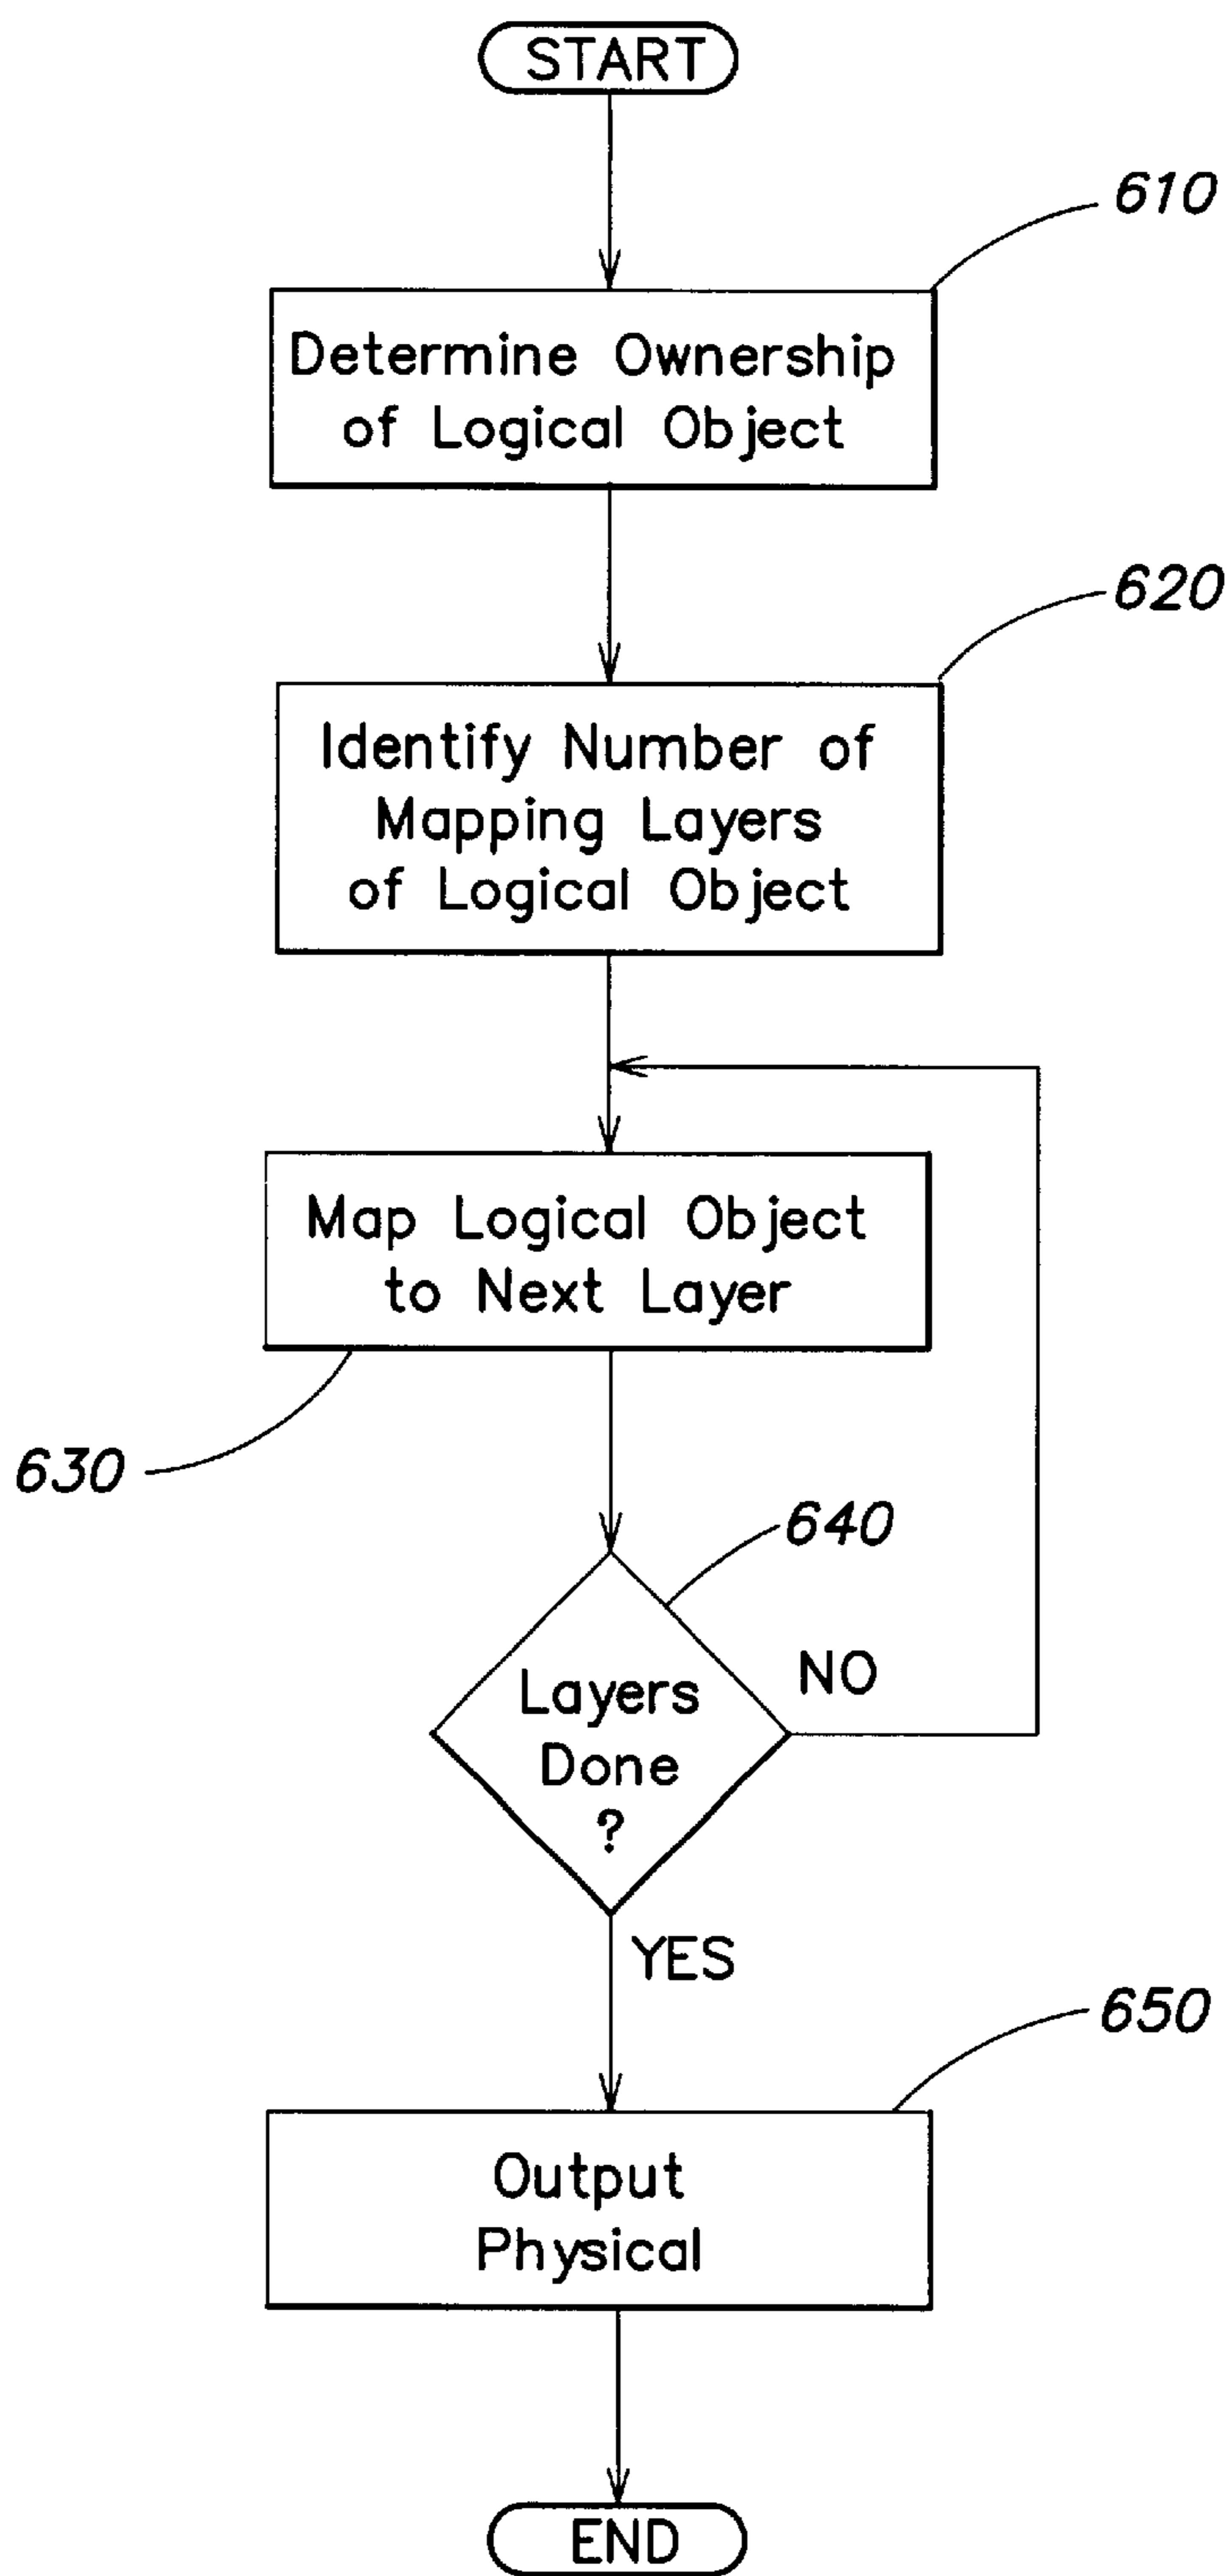 START
610
Determine Ownership
of Logical Object
620
Identify Number of
Mapping Layers
of Logical Object
Map Logical Object
to Next Layer
630
640
NO
Layers
Done
?
YES
650
Output
Physical
END